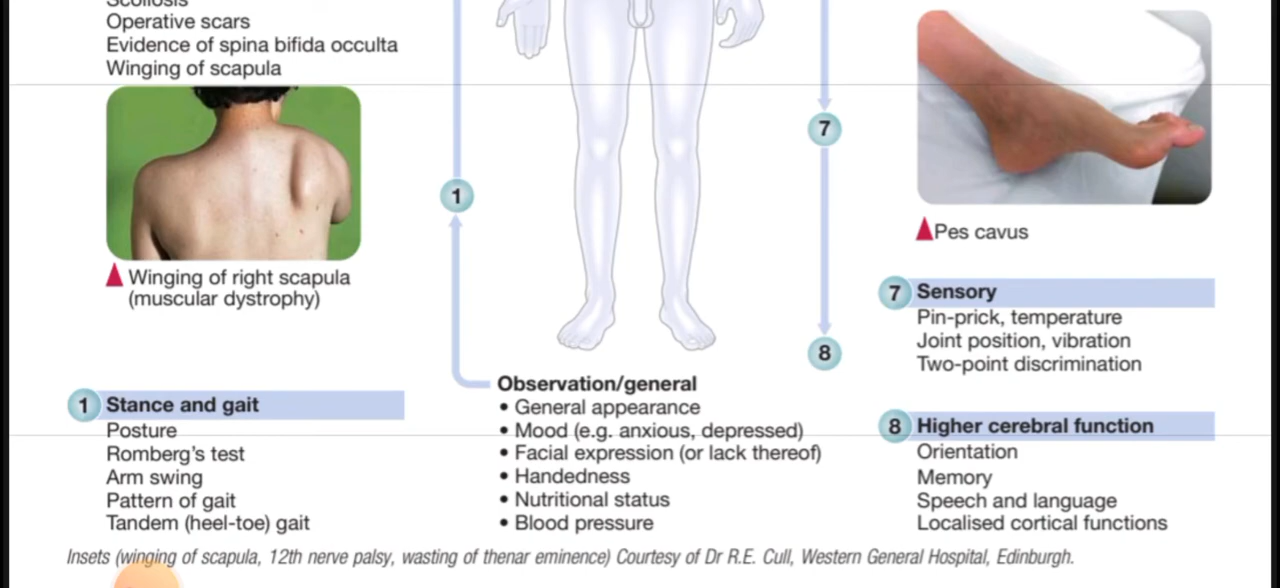 Scoliosis
Operative scars
Evidence of spina bifida occulta
Winging of scapula
Winging of right scapula
(muscular dystrophy)
1 Stance and gait
Posture
Romberg's test
Arm swing
Pattern of gait
Tandem (heel-toe) gait
1
Observation/general
• General appearance
• Mood (e.g. anxious, depressed)
• Facial expression (or lack thereof)
• Handedness
• Nutritional status
• Blood pressure
7
8
Pes cavus
7 Sensory
Pin-prick, temperature
Joint position, vibration
Two-point discrimination
8 Higher cerebral function
Orientation
Memory
Speech and language
Localised cortical functions
Insets (winging of scapula, 12th nerve palsy, wasting of thenar eminence) Courtesy of Dr R.E. Cull, Western General Hospital, Edinburgh.